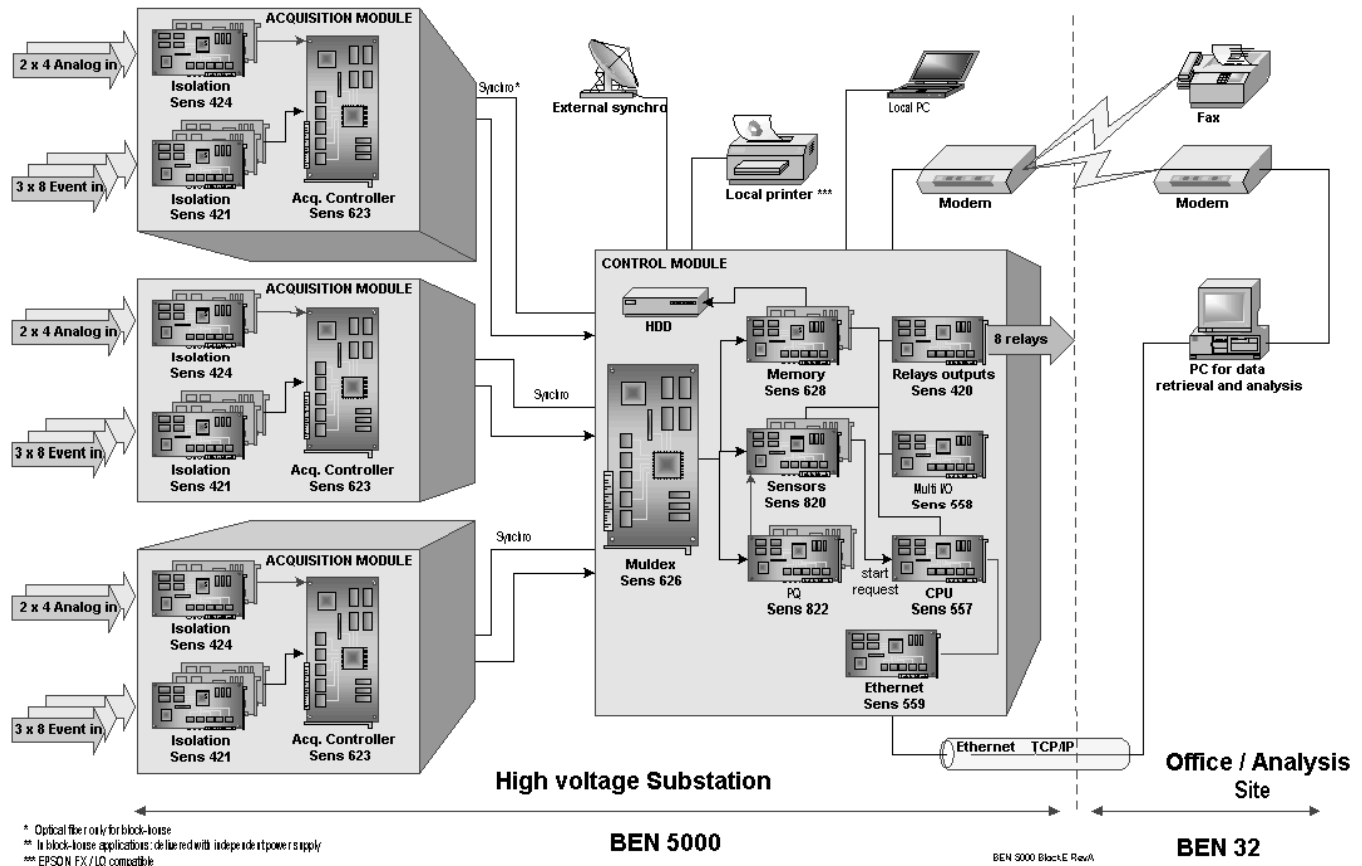 ACQUISITION MODULE
2 x 4 Analog in
Isolation
Sens 424
3 x 8 Event in
Isolation
Sens 421
Acq. Controller
Sens 623
Synchro *
External synchro
Local printer ***
Local PC
Modem
Fax
Modem
ACQUISITION MODULE
2 x 4 Analog in
Isolation
Sens 424
3 x 8 Event in
Isolation
Sens 421
Acq. Controller
Sens 623
Synchro
ACQUISITION MODULE
2 x 4 Analog in
Isolation
Sens 424
3 x 8 Event in
Isolation
Sens 421
Acq. Controller
Sens 623
Synchro
CONTROL MODULE
HDD
Muldex
Sens 626
Memory
Sens 628
Relays outputs
Sens 420
8 relays
Sensors
Sens 820
Multi I/O
Sens 558
PQ
Sens 822
start
request
CPU
Sens 557
Ethernet
Sens 559
PC for data
retrieval and analysis
Ethernet TCP/IP
High voltage Substation
Office / Analysis
Site
BEN 5000
BEN 32
* Optical fiber only for block-house
** In block-house applications: delivered with independent power supply
*** EPSON FX / LQ compatible
BEN 5000 BlockE RevA